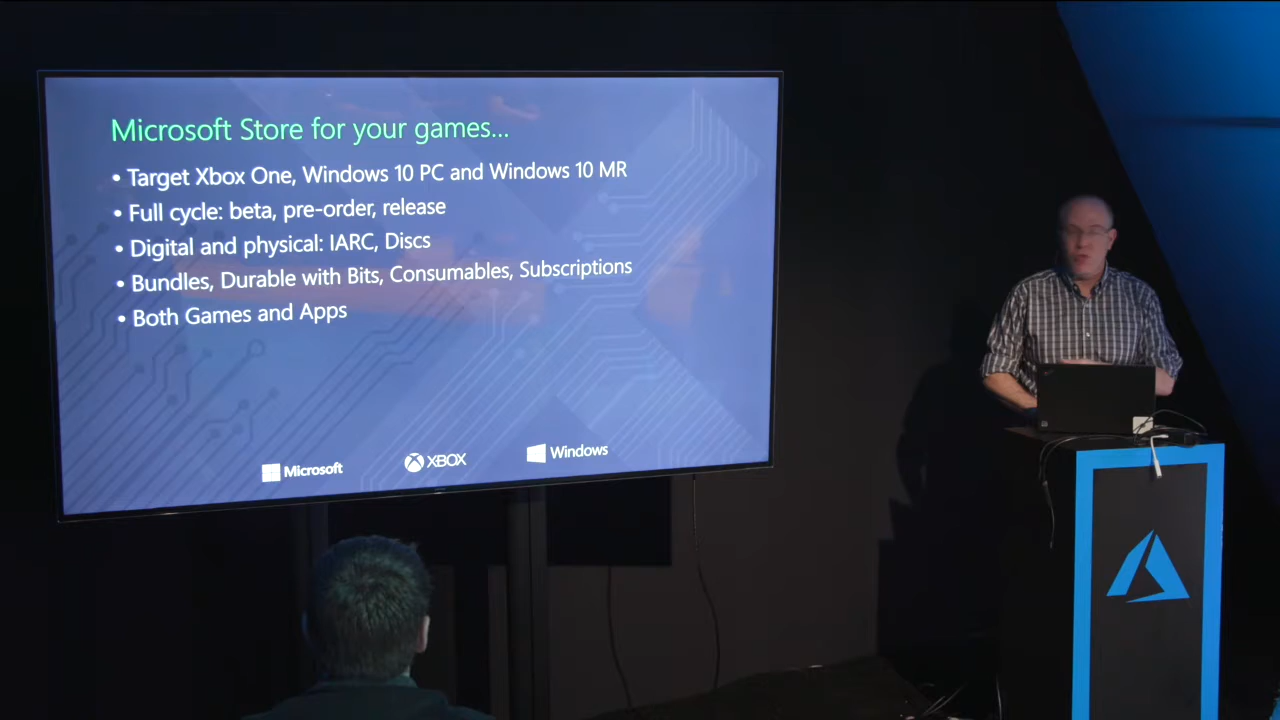 Microsoft Store for your games...
• Target Xbox One, Windows 10 PC and Windows 10 MR
• Full cycle: beta, pre-order, release
• Digital and physical: IARC, Discs
• Bundles, Durable with Bits, Consumables, Subscriptions
• Both Games and Apps
Microsoft XBOX Windows